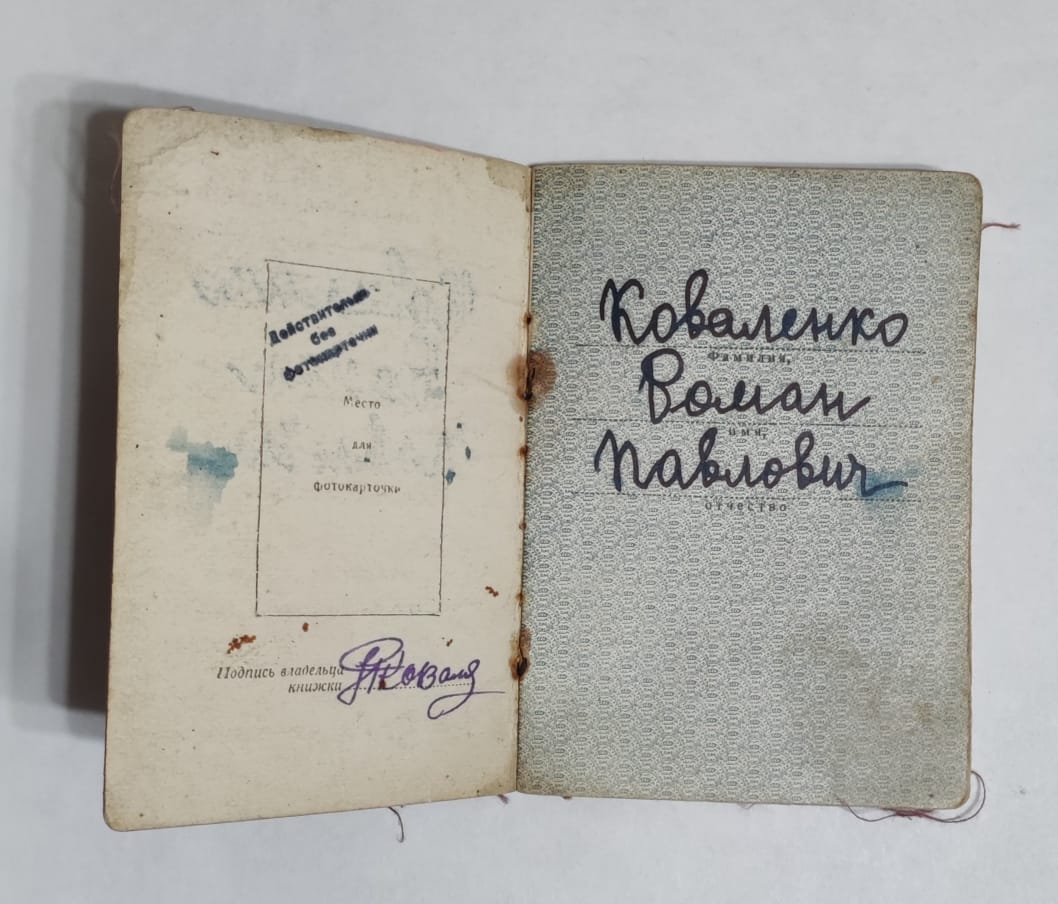 Действительно
без
фотокарточки
Место
для
фотокарточки
Подпись владельца
книжки
Коваленко
Фамилия,
Роман
имя,
Павлович
отчество